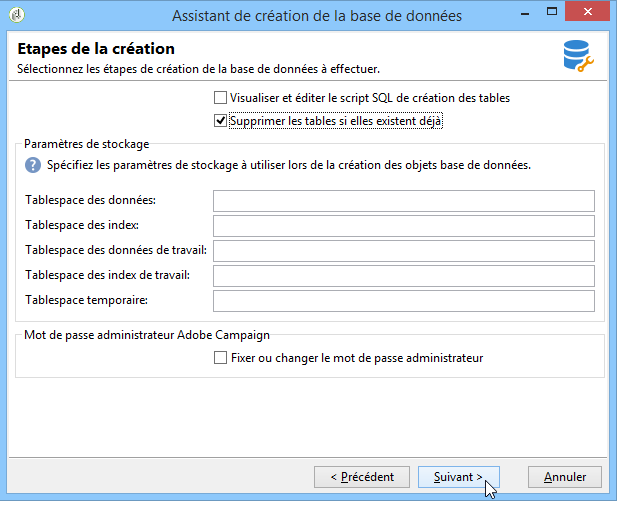 Assistant de création de la base de données
Etapes de la création
Sélectionnez les étapes de création de la base de données à effectuer.
Visualiser et éditer le script SQL de création des tables
Supprimer les tables si elles existent déjà
Paramètres de stockage
Spécifiez les paramètres de stockage à utiliser lors de la création des objets base de données.
Tablespace des données:
Tablespace des index:
Tablespace des données de travail:
Tablespace des index de travail:
Tablespace temporaire:
Mot de passe administrateur Adobe Campaign
Fixer ou changer le mot de passe administrateur
< Précédent
Suivant >
Annuler